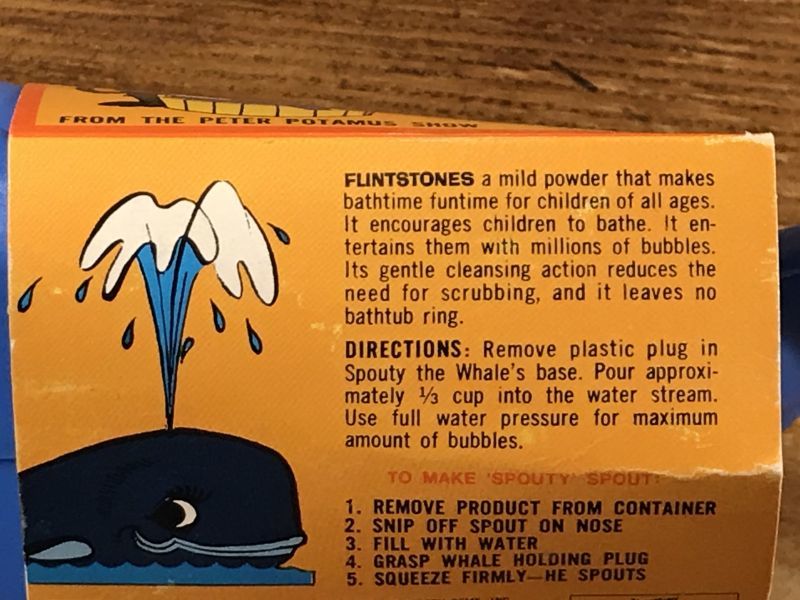 FROM THE PETER POTAMUS SHOW
FLINTSTONES a mild powder that makes
bathtime funtime for children of all ages.
It encourages children to bathe. It en-
tertains them with millions of bubbles.
Its gentle cleansing action reduces the
need for scrubbing, and it leaves no
bathtub ring.
DIRECTIONS: Remove plastic plug in
Spouty the Whale's base. Pour approxi-
mately ⅓ cup into the water stream.
Use full water pressure for maximum
amount of bubbles.
TO MAKE 'SPOUTY' SPOUT:
1. REMOVE PRODUCT FROM CONTAINER
2. SNIP OFF SPOUT ON NOSE
3. FILL WITH WATER
4. GRASP WHALE HOLDING PLUG
5. SQUEEZE FIRMLY—HE SPOUTS